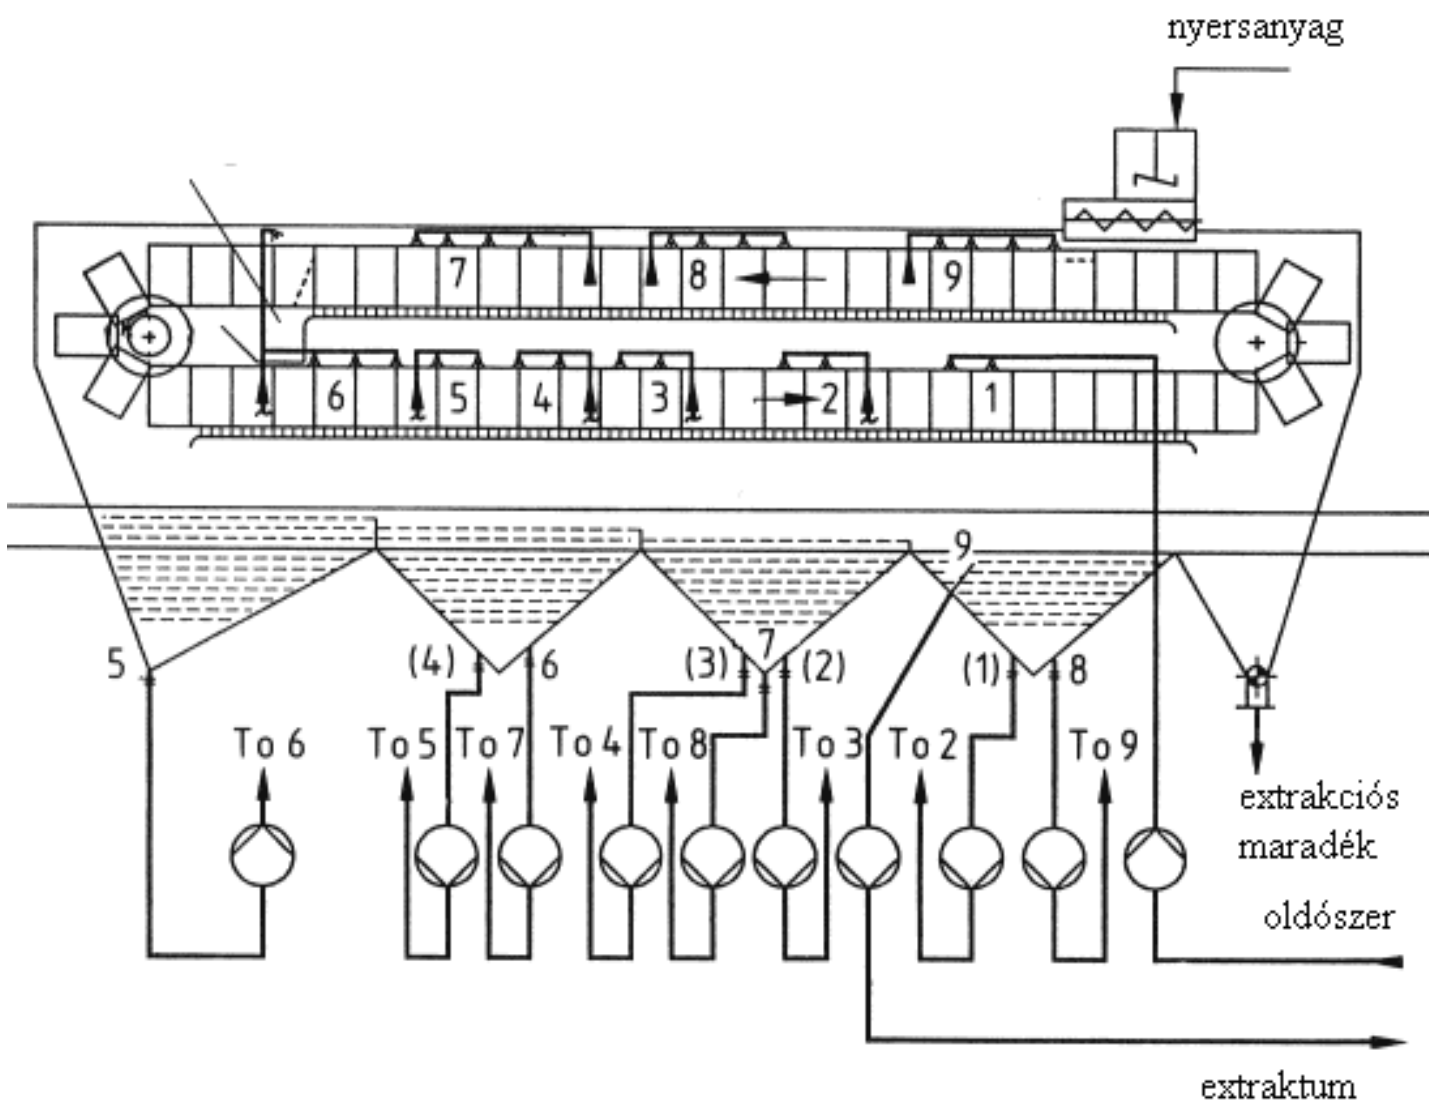 nyersanyag
7 8 9
6 5 4 3 2 1
9
5 (4) 6 (3) 7 (2) (1) 8
To 6 To 5 To 7 To 4 To 8 To 3 To 2 To 9
extrakciós
maradék
oldószer
extraktum